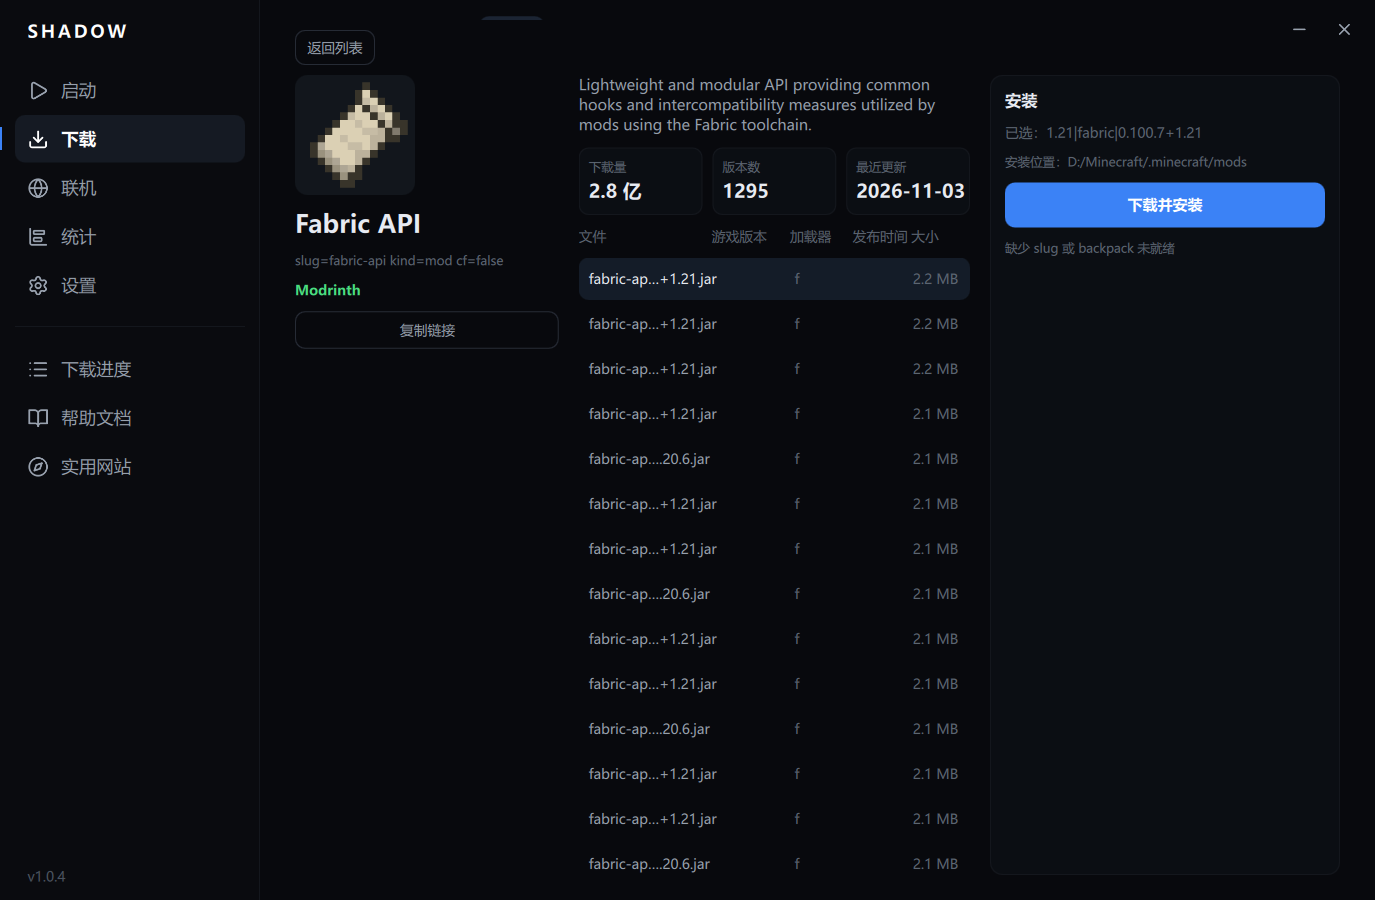 SHADOW
启动
下载
联机
统计
设置
下载进度
帮助文档
实用网站
v1.0.4
返回列表
Fabric API
slug=fabric-api kind=mod cf=false
Modrinth
复制链接
Lightweight and modular API providing common
hooks and intercompatibility measures utilized by
mods using the Fabric toolchain.
下载量
2.8 亿
版本数
1295
最近更新
2026-11-03
文件 游戏版本 加载器 发布时间 大小
fabric-ap...+1.21.jar f 2.2 MB
fabric-ap...+1.21.jar f 2.2 MB
fabric-ap...+1.21.jar f 2.2 MB
fabric-ap...+1.21.jar f 2.1 MB
fabric-ap....20.6.jar f 2.1 MB
fabric-ap...+1.21.jar f 2.1 MB
fabric-ap...+1.21.jar f 2.1 MB
fabric-ap....20.6.jar f 2.1 MB
fabric-ap...+1.21.jar f 2.1 MB
fabric-ap...+1.21.jar f 2.1 MB
fabric-ap....20.6.jar f 2.1 MB
fabric-ap...+1.21.jar f 2.1 MB
fabric-ap...+1.21.jar f 2.1 MB
fabric-ap....20.6.jar f 2.1 MB
安装
已选：1.21|fabric|0.100.7+1.21
安装位置：D:/Minecraft/.minecraft/mods
下载并安装
缺少 slug 或 backpack 未就绪